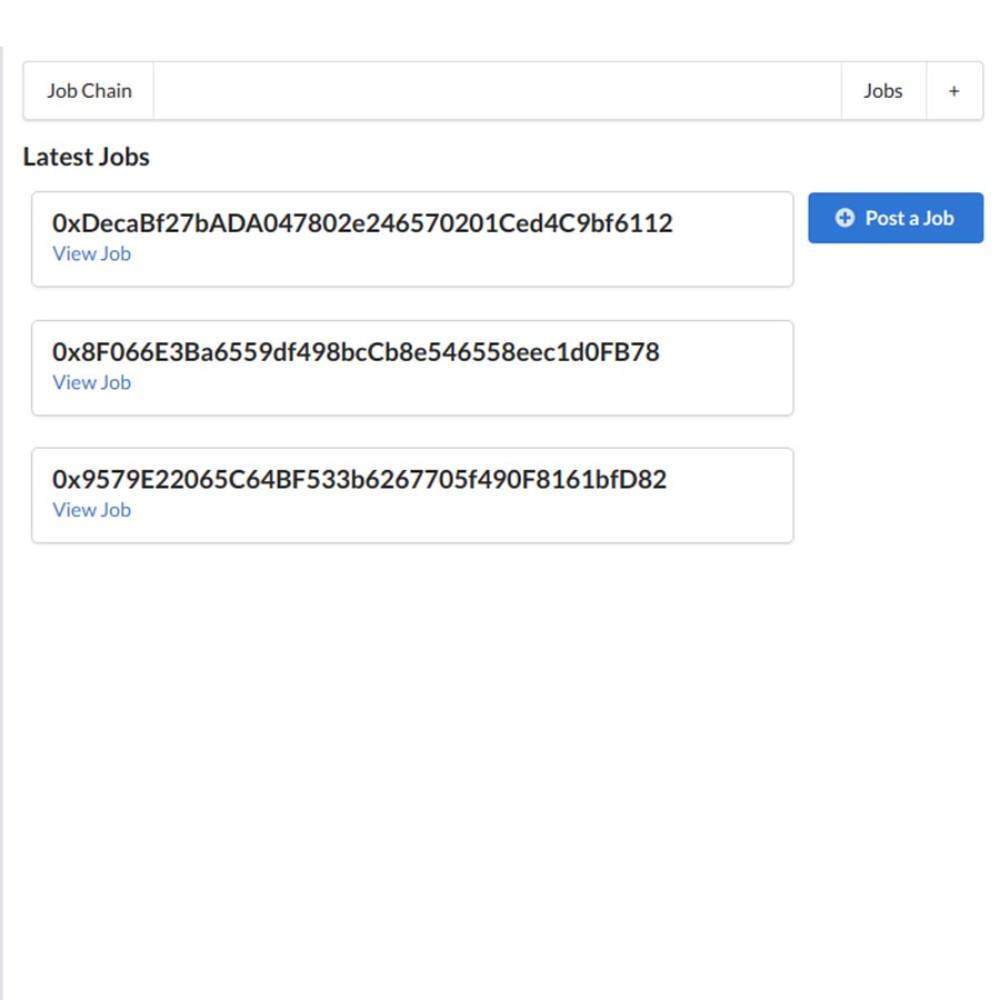 Job Chain
Jobs
+
Latest Jobs
0xDecaBf27bADA047802e246570201Ced4C9bf6112
View Job
Post a Job
0x8F066E3Ba6559df498bcCb8e546558eec1d0FB78
View Job
0x9579E22065C64BF533b6267705f490F8161bfD82
View Job